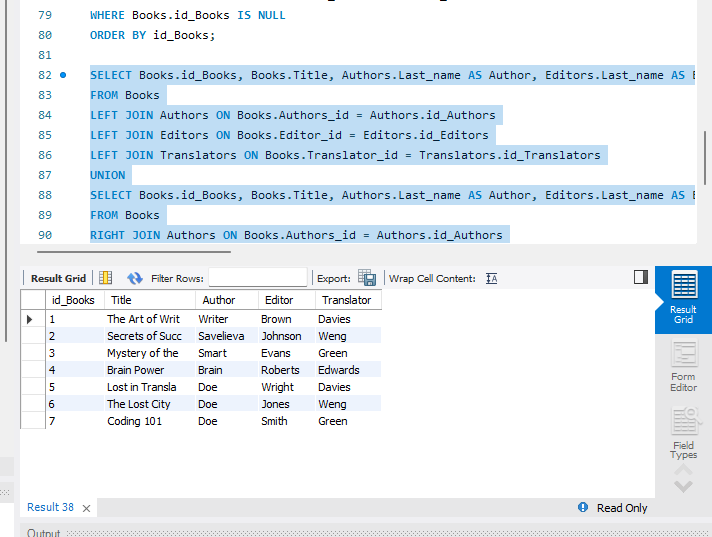 79 WHERE Books.id_Books IS NULL
80 ORDER BY id_Books;
81
82 SELECT Books.id_Books, Books.Title, Authors.Last_name AS Author, Editors.Last_name AS E
83 FROM Books
84 LEFT JOIN Authors ON Books.Authors_id = Authors.id_Authors
85 LEFT JOIN Editors ON Books.Editor_id = Editors.id_Editors
86 LEFT JOIN Translators ON Books.Translator_id = Translators.id_Translators
87 UNION
88 SELECT Books.id_Books, Books.Title, Authors.Last_name AS Author, Editors.Last_name AS E
89 FROM Books
90 RIGHT JOIN Authors ON Books.Authors_id = Authors.id_Authors
Result Grid Filter Rows: Export: Wrap Cell Content:
id_Books Title Author Editor Translator
1 The Art of Writ Writer Brown Davies
2 Secrets of Succ Savelieva Johnson Weng
3 Mystery of the Smart Evans Green
4 Brain Power Brain Roberts Edwards
5 Lost in Transla Doe Wright Davies
6 The Lost City Doe Jones Weng
7 Coding 101 Doe Smith Green
Result
Grid
Form
Editor
Field
Types
Result 38 Read Only
Output